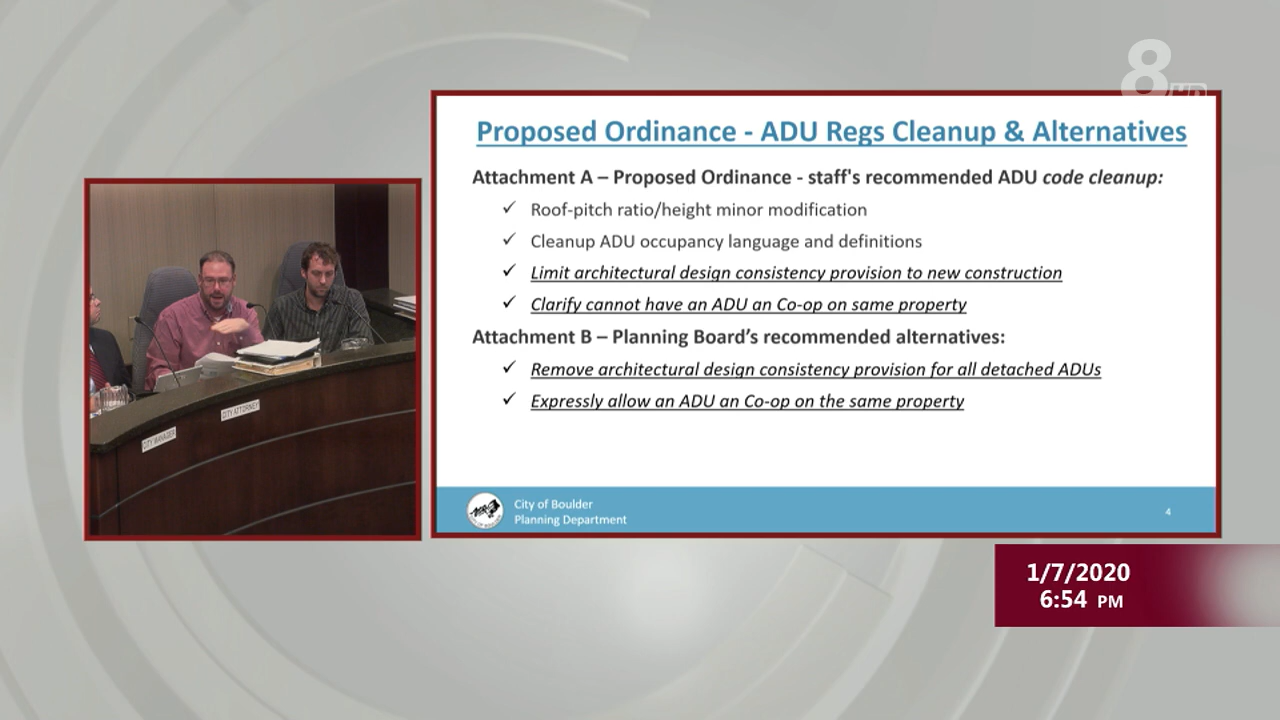 8
HD
Proposed Ordinance - ADU Regs Cleanup & Alternatives
Attachment A – Proposed Ordinance - staff's recommended ADU code cleanup:
✓ Roof-pitch ratio/height minor modification
✓ Cleanup ADU occupancy language and definitions
✓ Limit architectural design consistency provision to new construction
✓ Clarify cannot have an ADU an Co-op on same property
Attachment B – Planning Board's recommended alternatives:
✓ Remove architectural design consistency provision for all detached ADUs
✓ Expressly allow an ADU an Co-op on the same property
City of Boulder
Planning Department
4
CITY MANAGER
CITY ATTORNEY
1/7/2020
6:54 PM